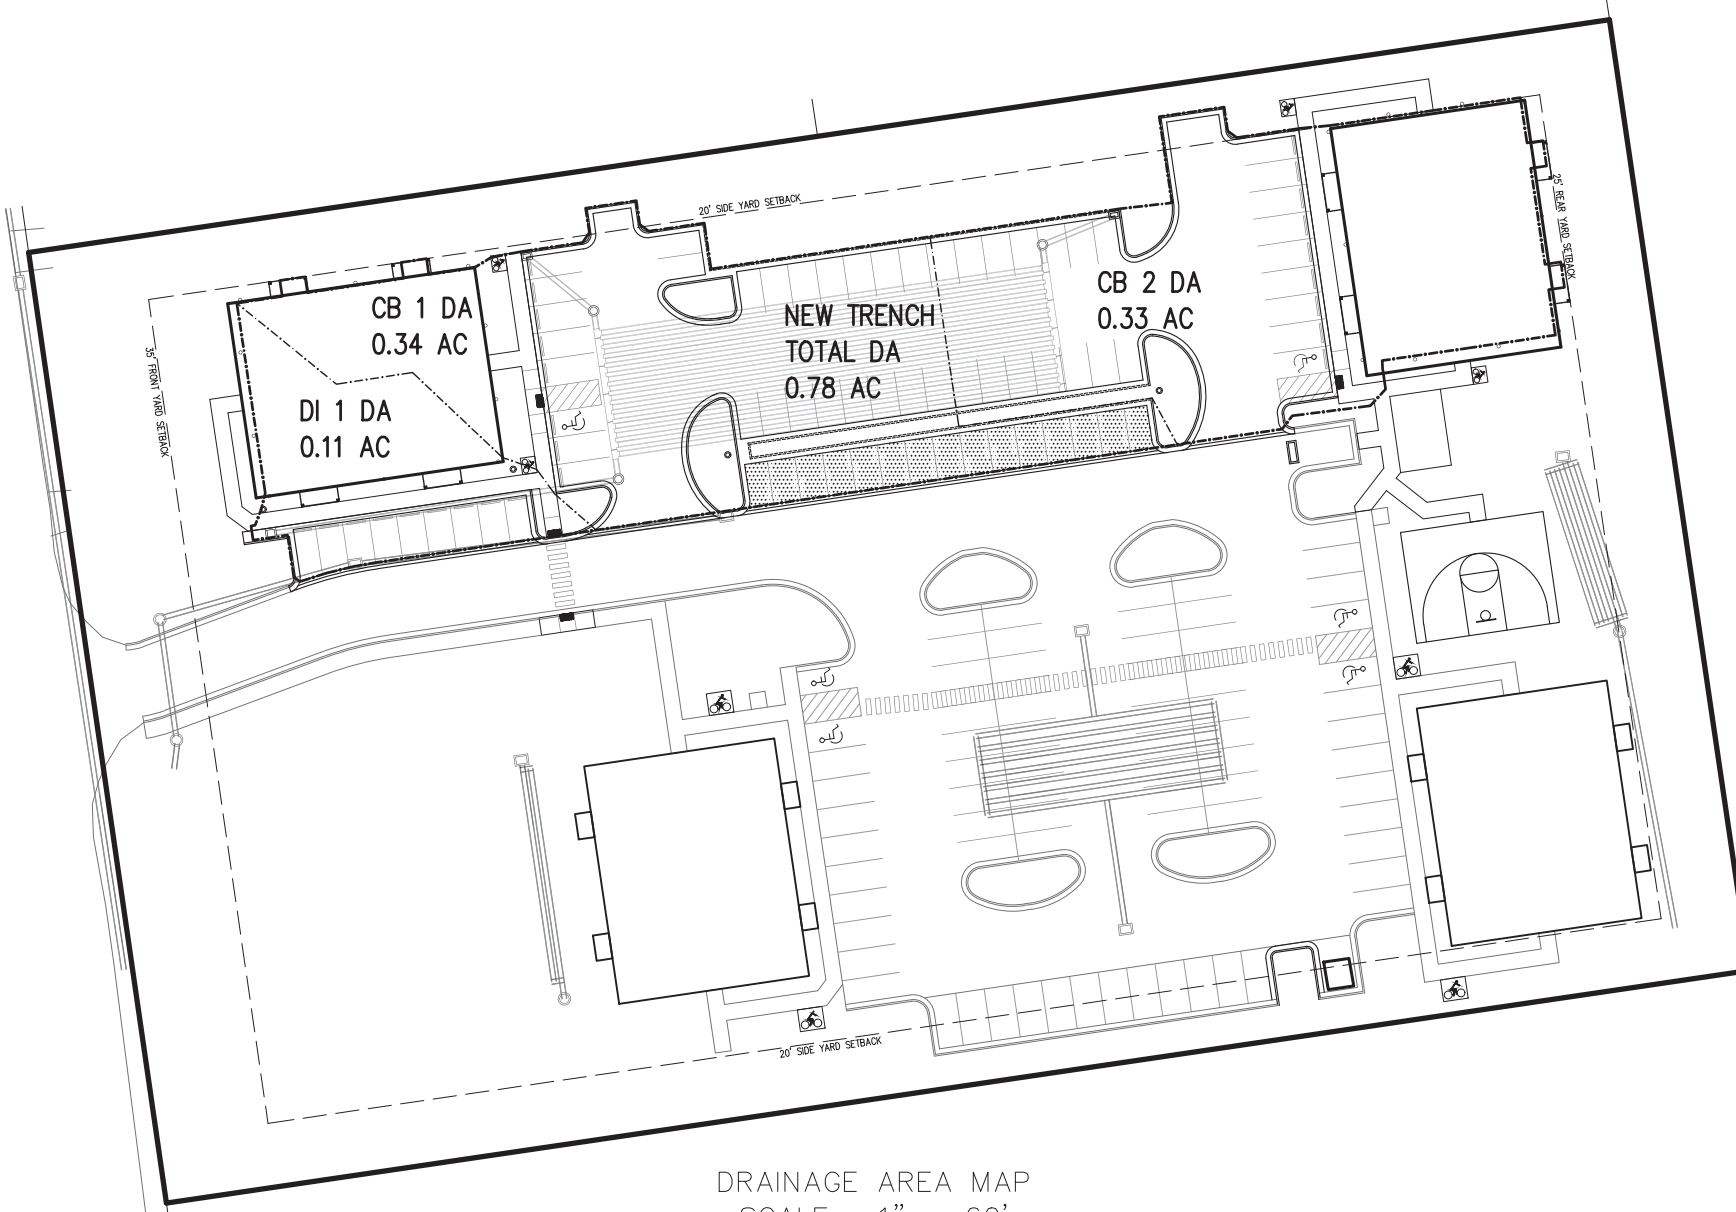 20' SIDE YARD SETBACK
25' REAR YARD SETBACK
CB 1 DA
0.34 AC
NEW TRENCH
TOTAL DA
0.78 AC
CB 2 DA
0.33 AC
35' FRONT YARD SETBACK
DI 1 DA
0.11 AC
20' SIDE YARD SETBACK
DRAINAGE AREA MAP